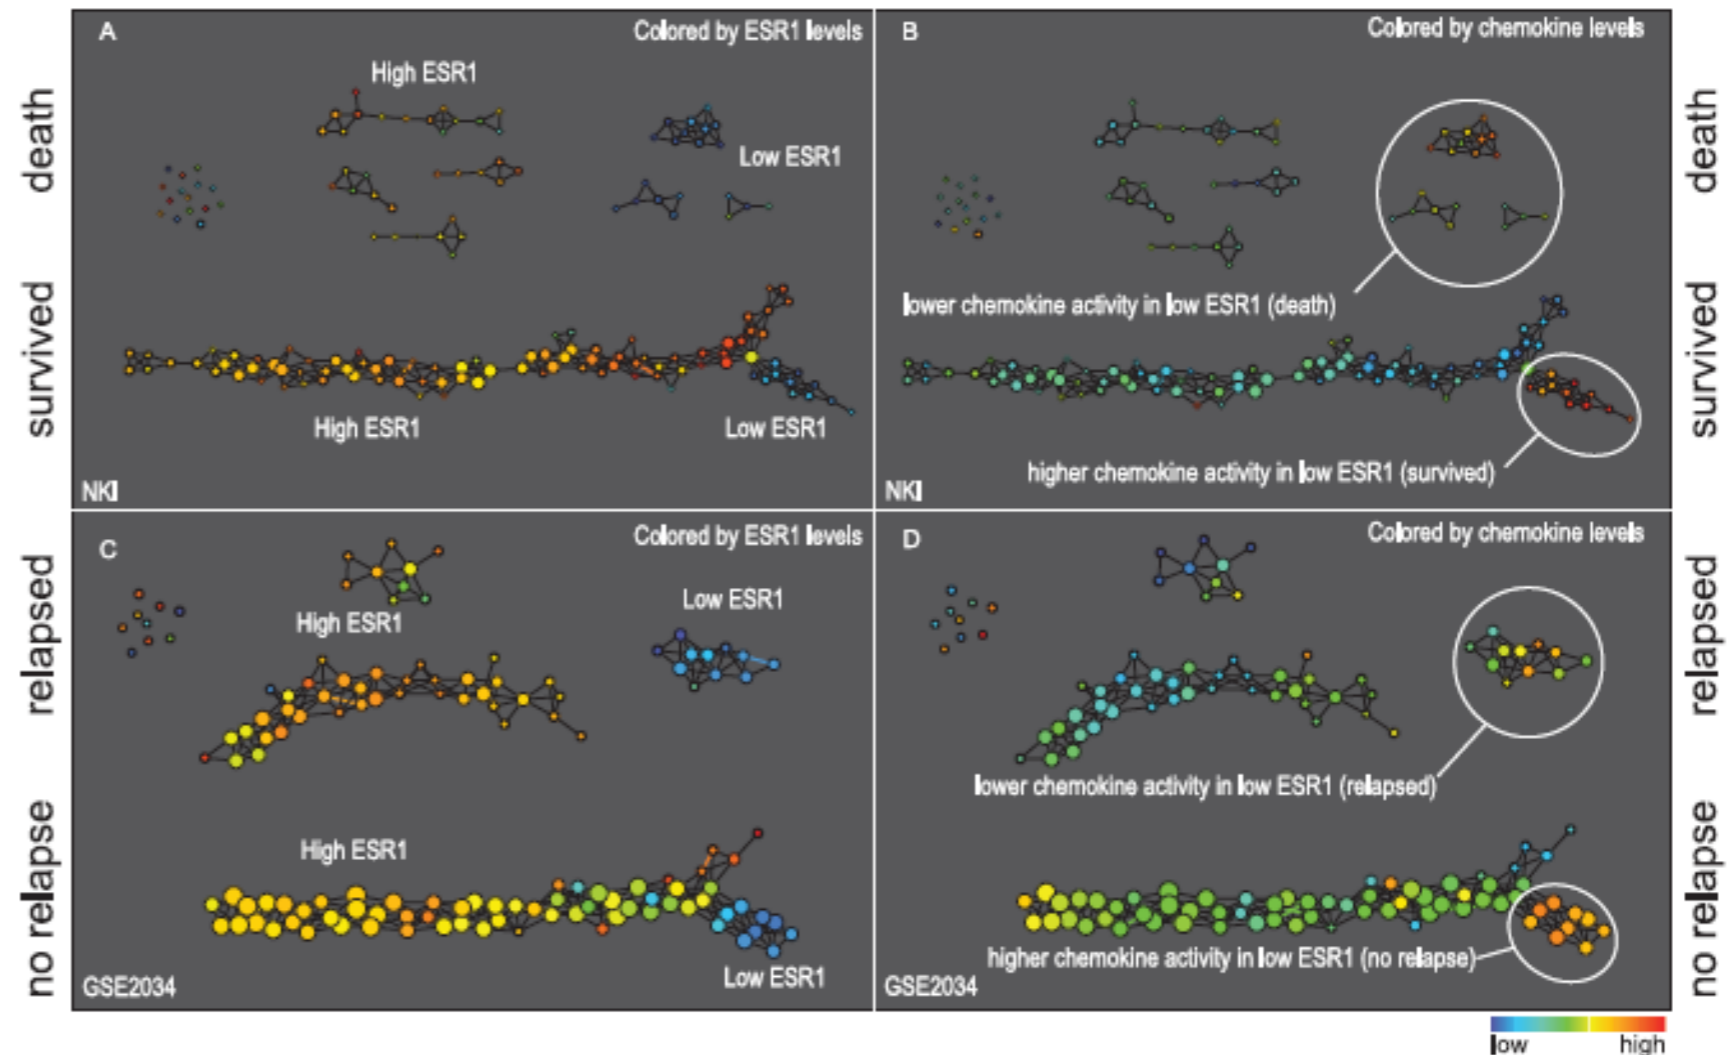 A
Colored by ESR1 levels
High ESR1
Low ESR1
High ESR1
Low ESR1
NKI
death
survived
B
Colored by chemokine levels
lower chemokine activity in low ESR1 (death)
higher chemokine activity in low ESR1 (survived)
NKI
death
survived
C
Colored by ESR1 levels
High ESR1
Low ESR1
High ESR1
Low ESR1
GSE2034
relapsed
no relapse
D
Colored by chemokine levels
lower chemokine activity in low ESR1 (relapsed)
higher chemokine activity in low ESR1 (no relapse)
GSE2034
relapsed
no relapse
low high